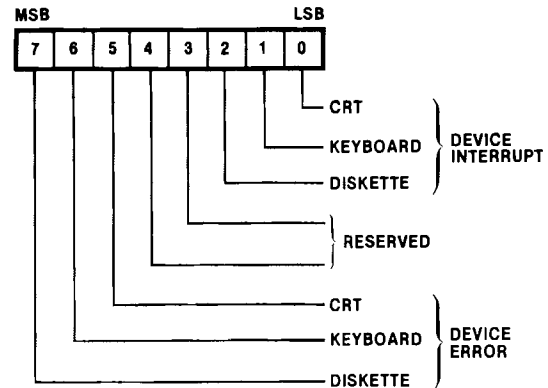 MSB LSB
7 6 5 4 3 2 1 0
CRT
KEYBOARD
DISKETTE
DEVICE
INTERRUPT
RESERVED
CRT
KEYBOARD
DISKETTE
DEVICE
ERROR